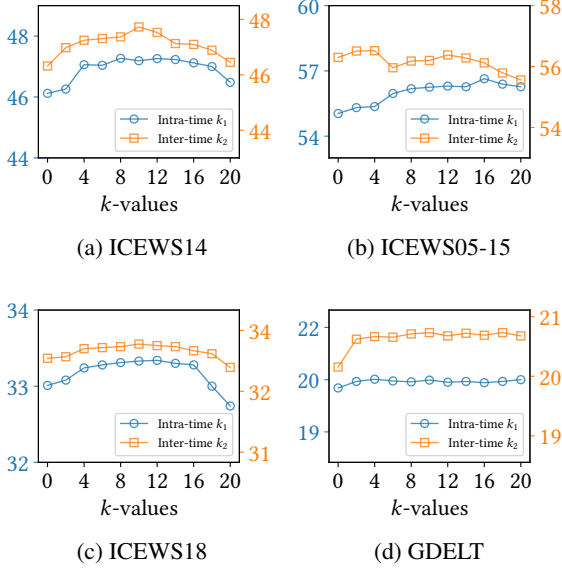 48
46
44
48
46
44
Intra-time k₁
Inter-time k₂
0 4 8 12 16 20
k-values
(a) ICEWS14
60
57
54
58
56
54
Intra-time k₁
Inter-time k₂
0 4 8 12 16 20
k-values
(b) ICEWS05-15
34
33
32
34
32
31
Intra-time k₁
Inter-time k₂
0 4 8 12 16 20
k-values
(c) ICEWS18
22
20
19
21
20
19
Intra-time k₁
Inter-time k₂
0 4 8 12 16 20
k-values
(d) GDELT